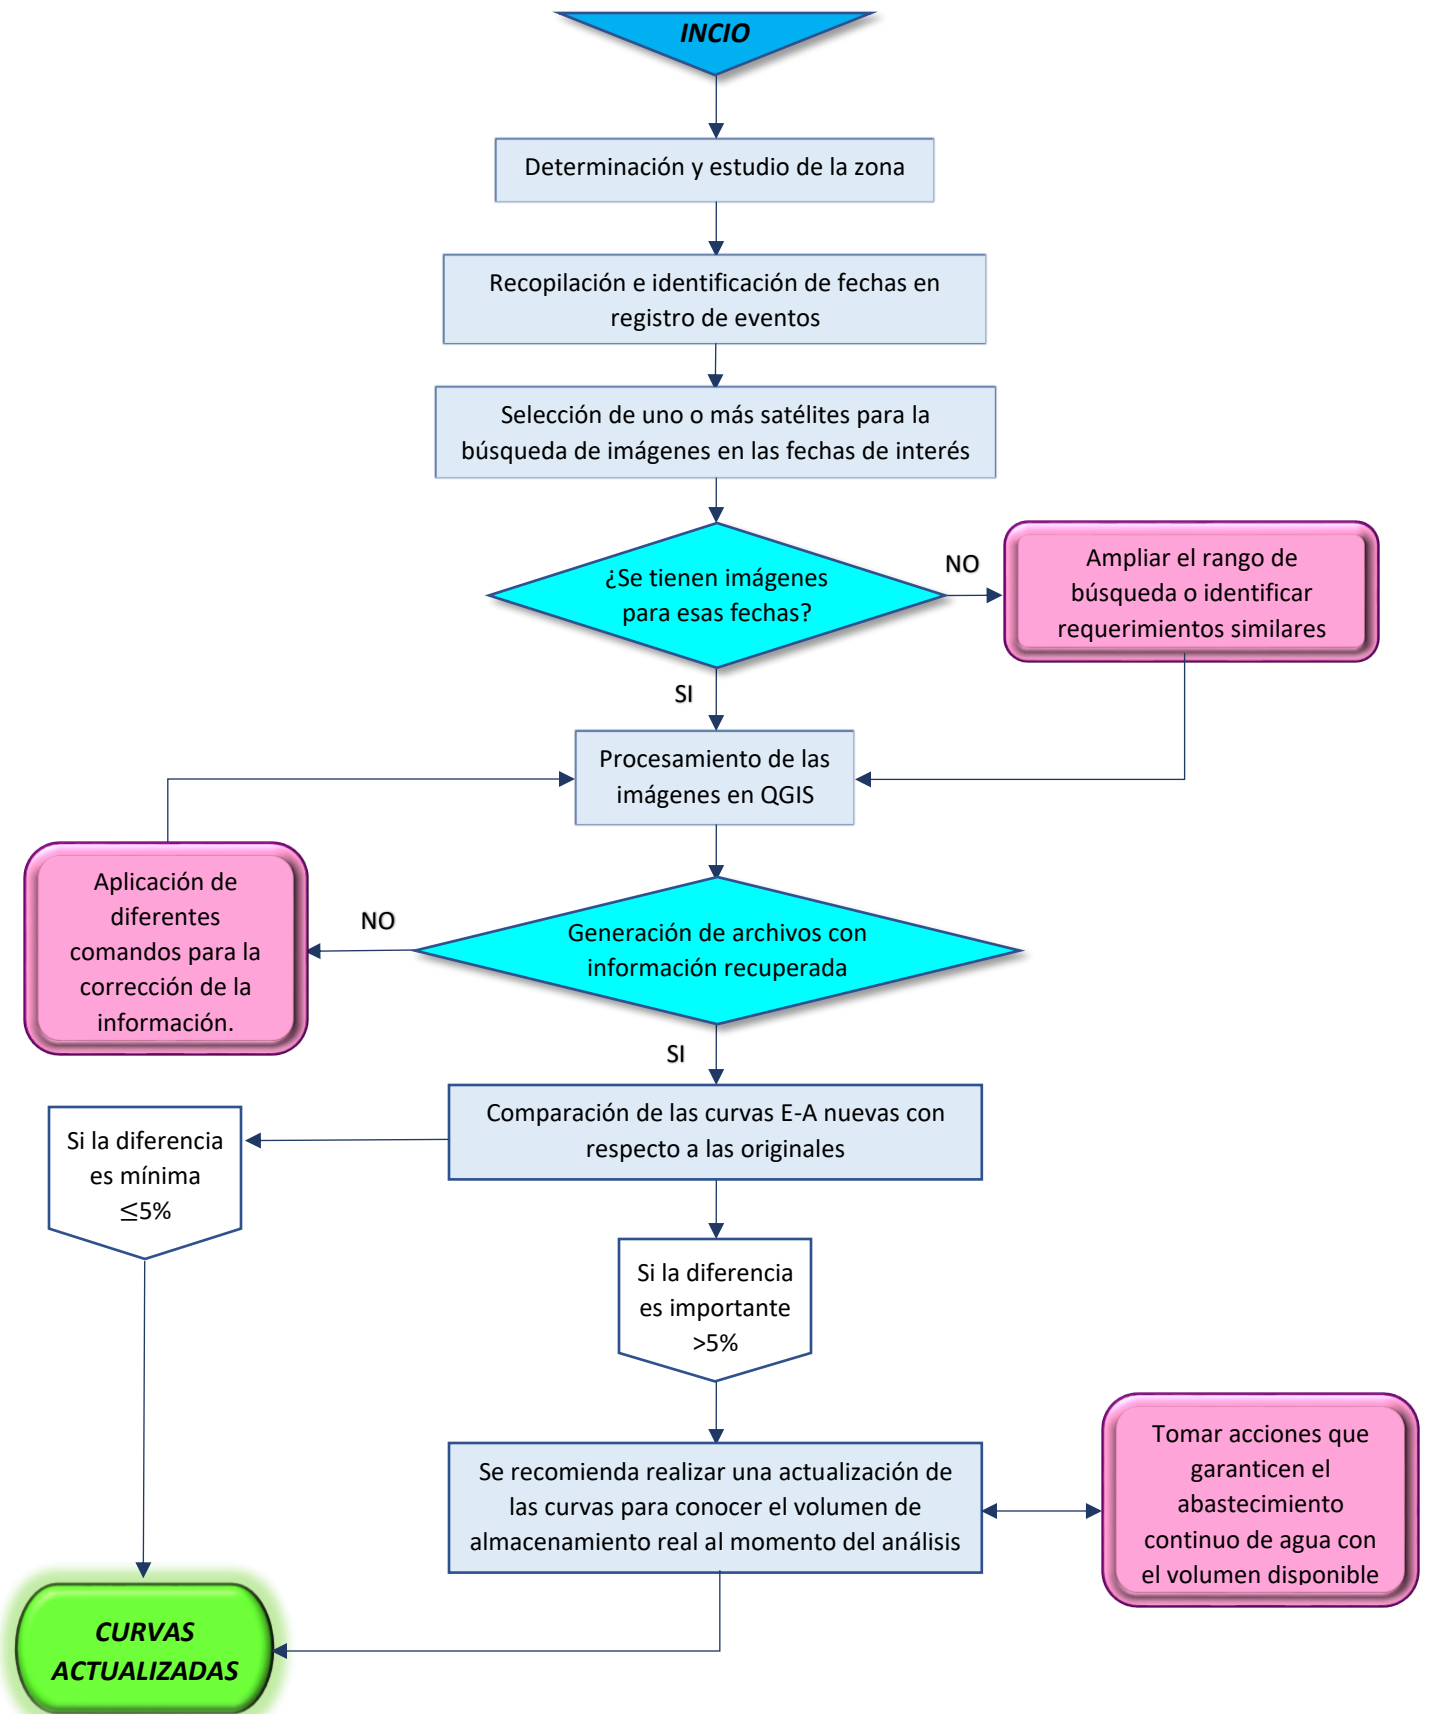 INCIO
Determinación y estudio de la zona
Recopilación e identificación de fechas en
registro de eventos
Selección de uno o más satélites para la
búsqueda de imágenes en las fechas de interés
¿Se tienen imágenes
para esas fechas?
NO
Ampliar el rango de
búsqueda o identificar
requerimientos similares
SI
Procesamiento de las
imágenes en QGIS
Aplicación de
diferentes
comandos para la
corrección de la
información.
NO
Generación de archivos con
información recuperada
SI
Comparación de las curvas E-A nuevas con
respecto a las originales
Si la diferencia
es mínima
≤5%
Si la diferencia
es importante
>5%
Se recomienda realizar una actualización de
las curvas para conocer el volumen de
almacenamiento real al momento del análisis
Tomar acciones que
garanticen el
abastecimiento
continuo de agua con
el volumen disponible
CURVAS
ACTUALIZADAS